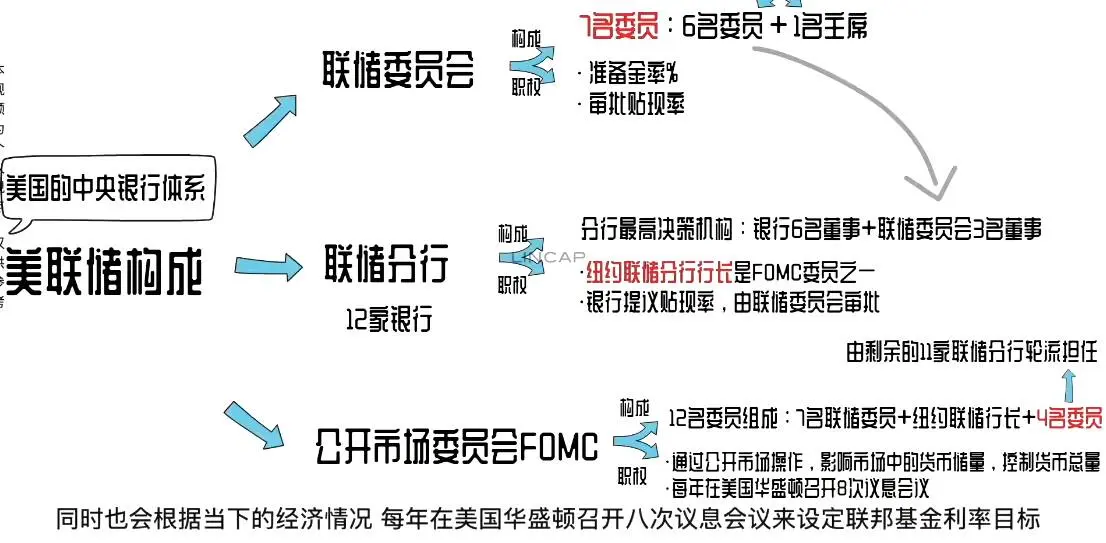 构成
7名委员：6名委员＋1名主席
联储委员会
职权
·准备金率%
·审批贴现率
美国的中央银行体系
美联储构成
联储分行
12家银行
构成
分行最高决策机构：银行6名董事+联储委员会3名董事
LINCAP
职权
·纽约联储分行行长是FOMC委员之一
·银行提议贴现率，由联储委员会审批
由剩余的11家联储分行轮流担任
公开市场委员会FOMC
构成
12名委员组成：7名联储委员+纽约联储行长+4名委员
职权
·通过公开市场操作，影响市场中的货币储量，控制货币总量
·每年在美国华盛顿召开8次议息会议
同时也会根据当下的经济情况 每年在美国华盛顿召开八次议息会议来设定联邦基金利率目标